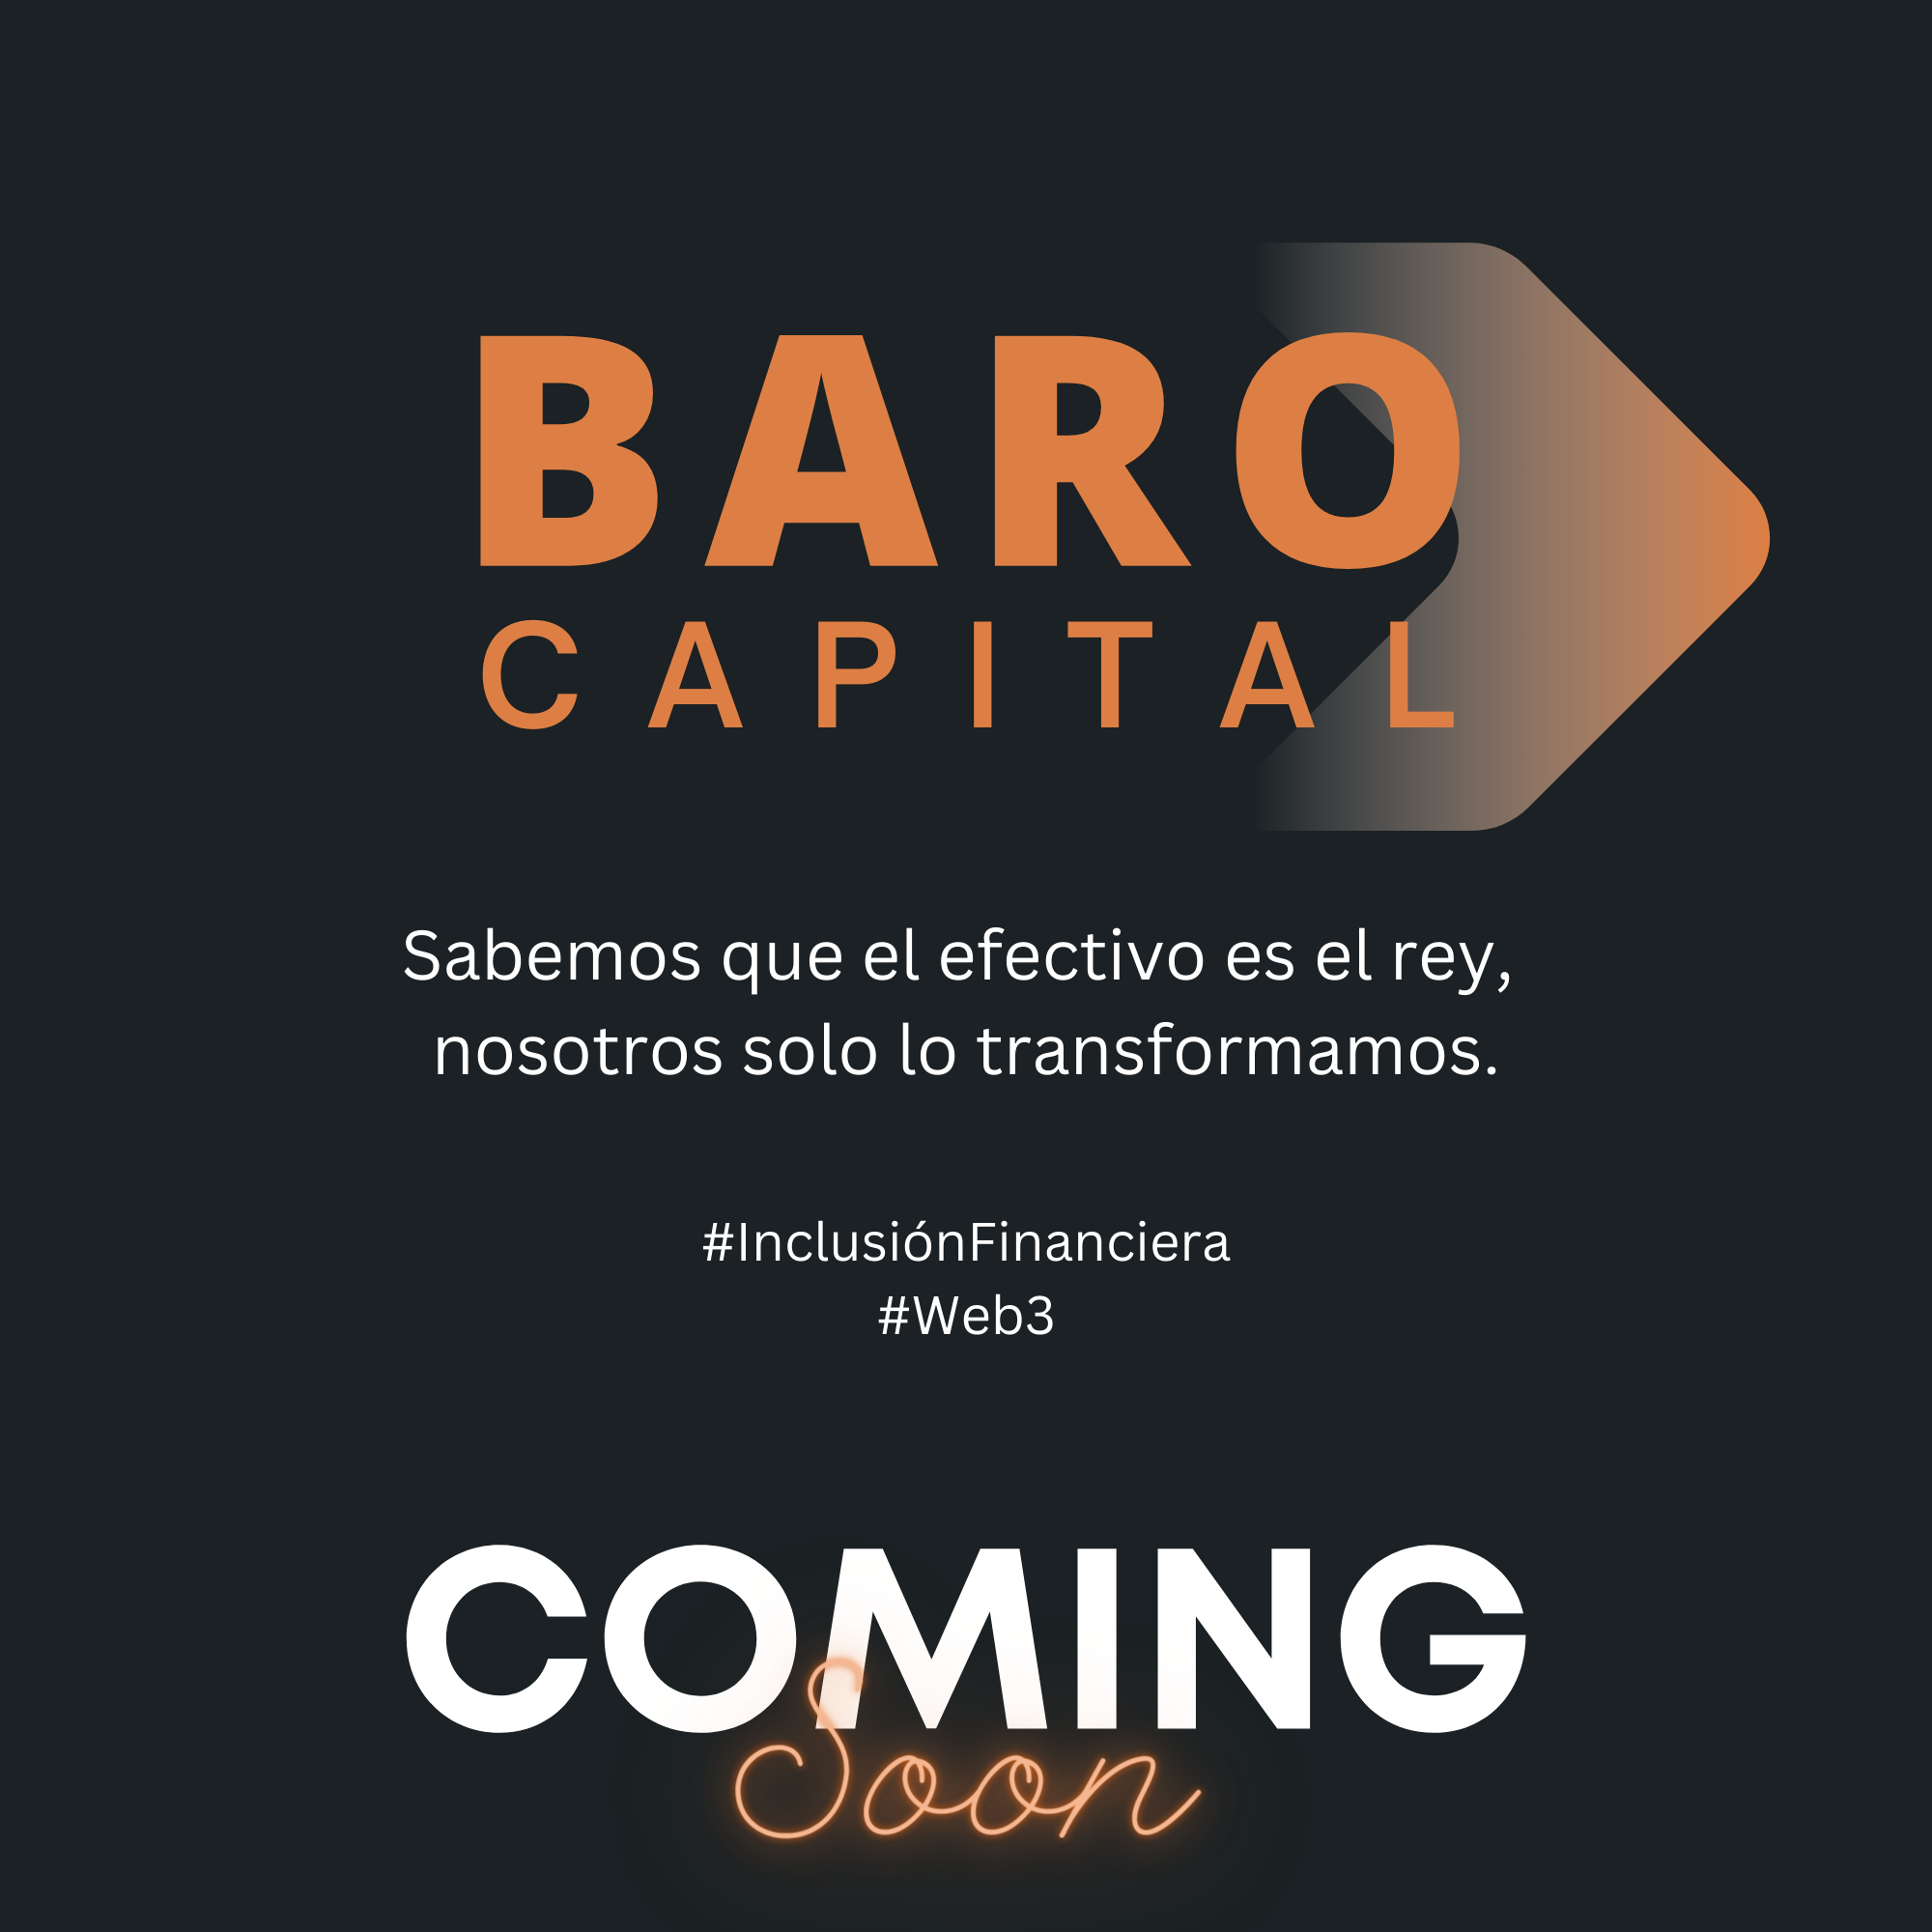 BARO
CAPITAL
Sabemos que el efectivo es el rey,
nosotros solo lo transformamos.
#InclusiónFinanciera
#Web3
COMING
Soon